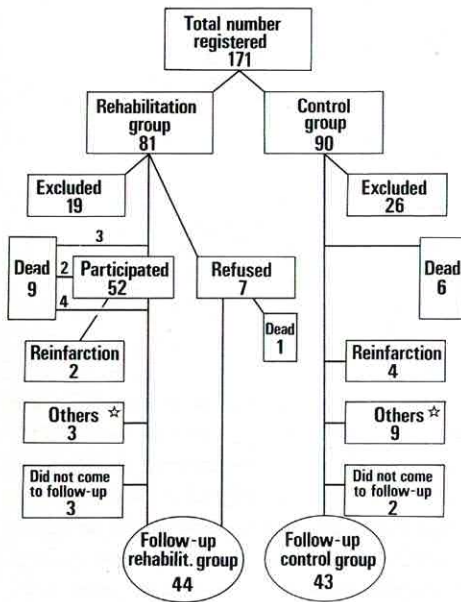 Total number
registered
171
Rehabilitation
group
81
Control
group
90
Excluded
19
Excluded
26
3
Dead
9
2
4
Participated
52
Refused
7
Dead
6
Dead
1
Reinfarction
2
Reinfarction
4
Others ☆
3
Others ☆
9
Did not come
to follow-up
3
Did not come
to follow-up
2
Follow-up
rehabilit. group
44
Follow-up
control group
43